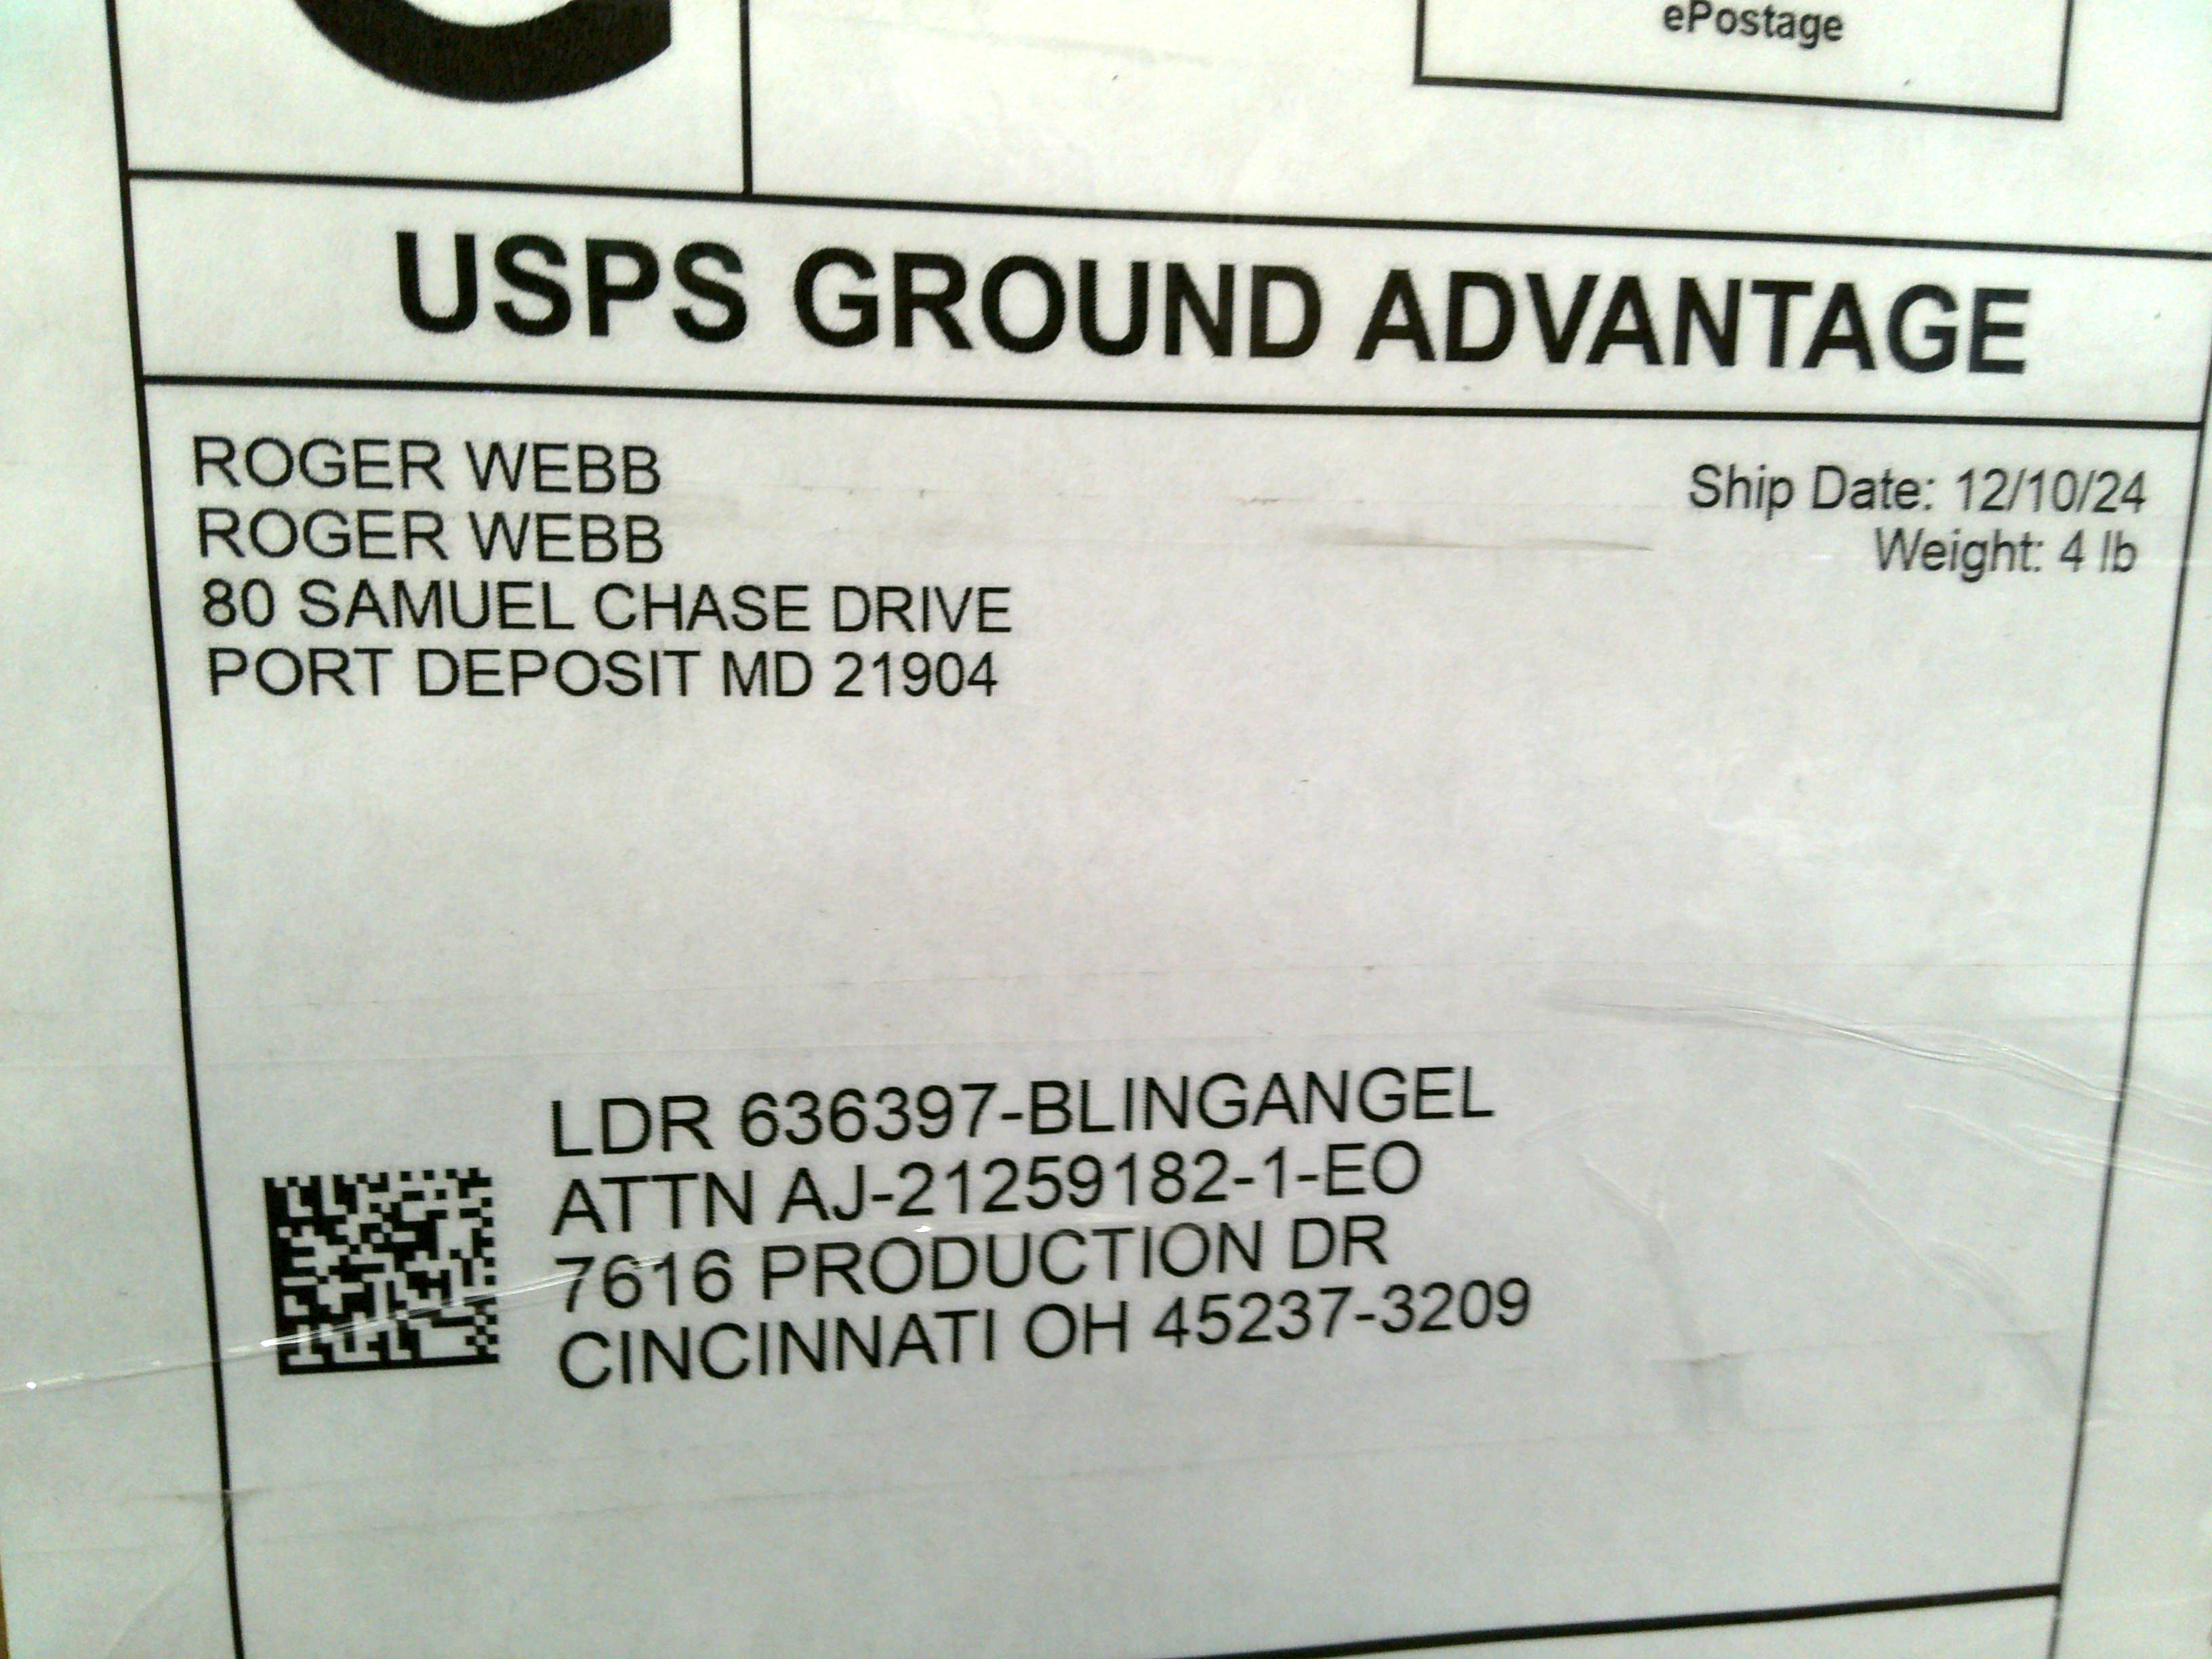 ePostage
USPS GROUND ADVANTAGE
ROGER WEBB
ROGER WEBB
80 SAMUEL CHASE DRIVE
PORT DEPOSIT MD 21904
Ship Date: 12/10/24
Weight: 4 lb
LDR 636397-BLINGANGEL
ATTN AJ-21259182-1-EO
7616 PRODUCTION DR
CINCINNATI OH 45237-3209